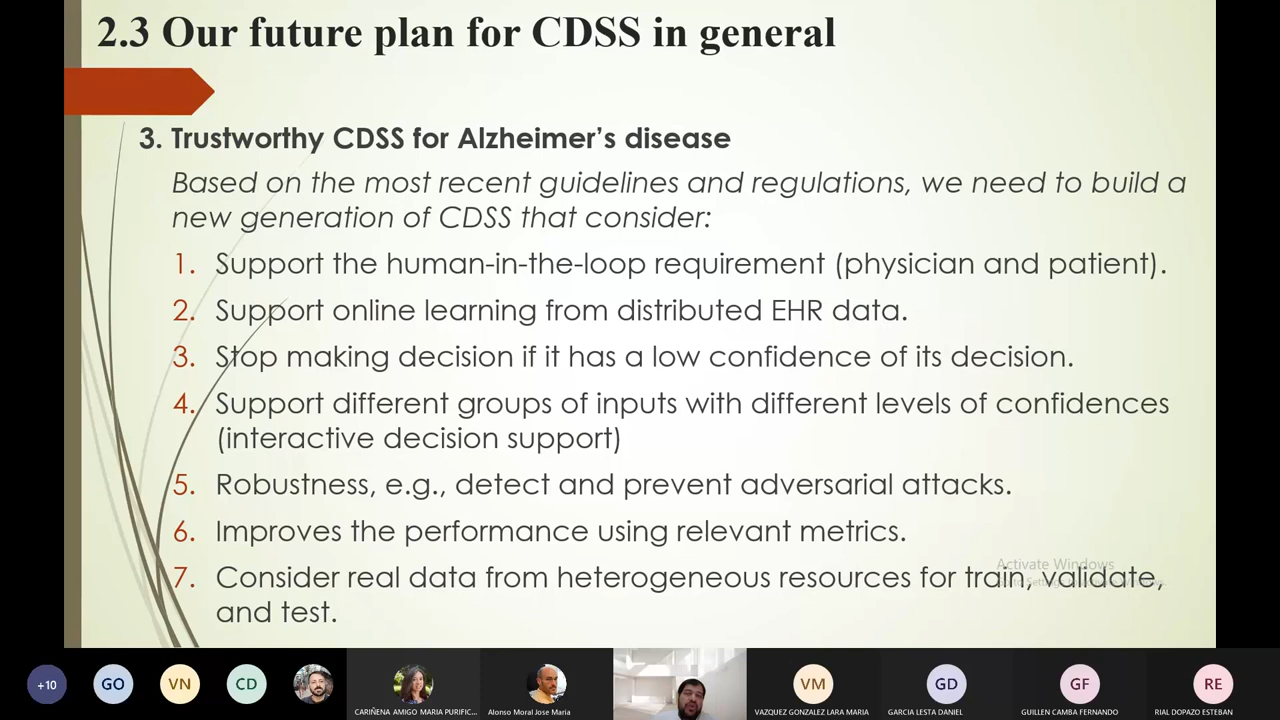 2.3 Our future plan for CDSS in general
3. Trustworthy CDSS for Alzheimer’s disease
Based on the most recent guidelines and regulations, we need to build a
new generation of CDSS that consider:
1. Support the human-in-the-loop requirement (physician and patient).
2. Support online learning from distributed EHR data.
3. Stop making decision if it has a low confidence of its decision.
4. Support different groups of inputs with different levels of confidences
(interactive decision support)
5. Robustness, e.g., detect and prevent adversarial attacks.
6. Improves the performance using relevant metrics.
Activate Windows
7. Consider real data from heterogeneous resources for train, validate,
and test.
+10
GO
VN
CD
CARIÑENA AMIGO MARIA PURIFIC...
Alonso Moral Jose Maria
VM
VAZQUEZ GONZALEZ LARA MARIA
GD
GARCIA LESTA DANIEL
GF
GUILLEN CAMBA FERNANDO
RE
RIAL DOPAZO ESTEBAN